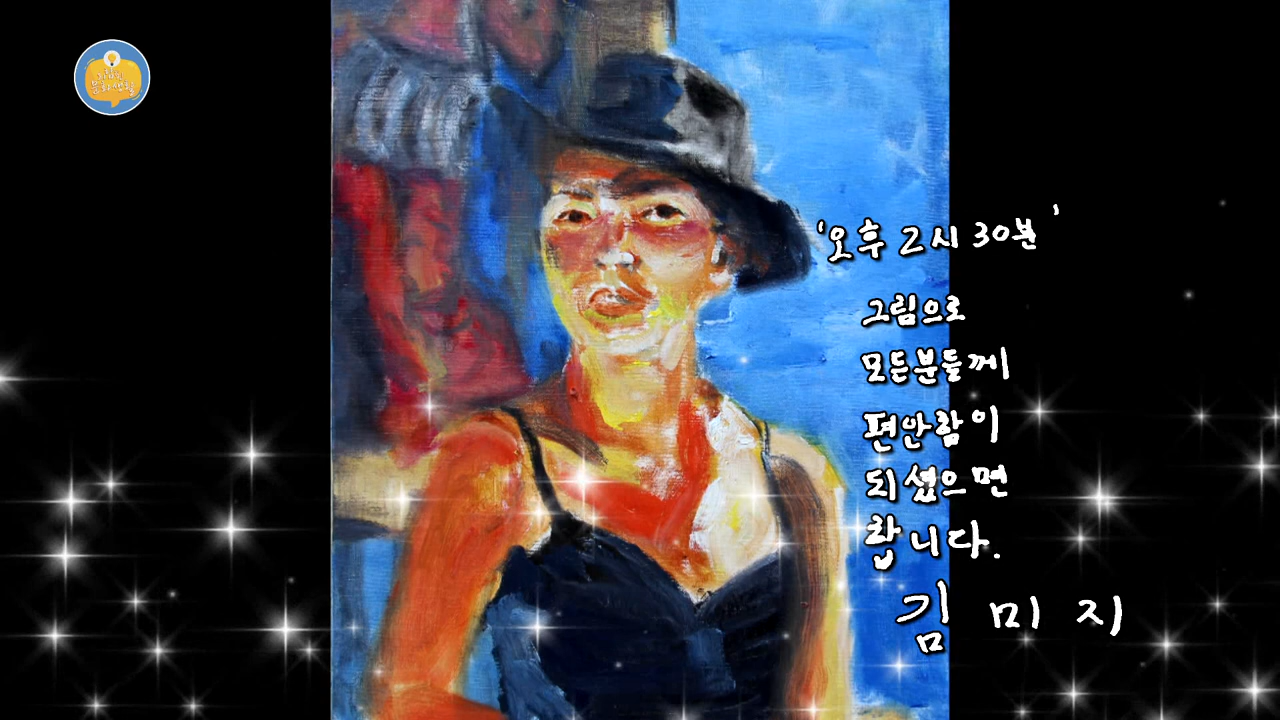 '오후 2시 30분'
그림으로
모든분들께
편안함이
되셨으면
합니다.
김미지